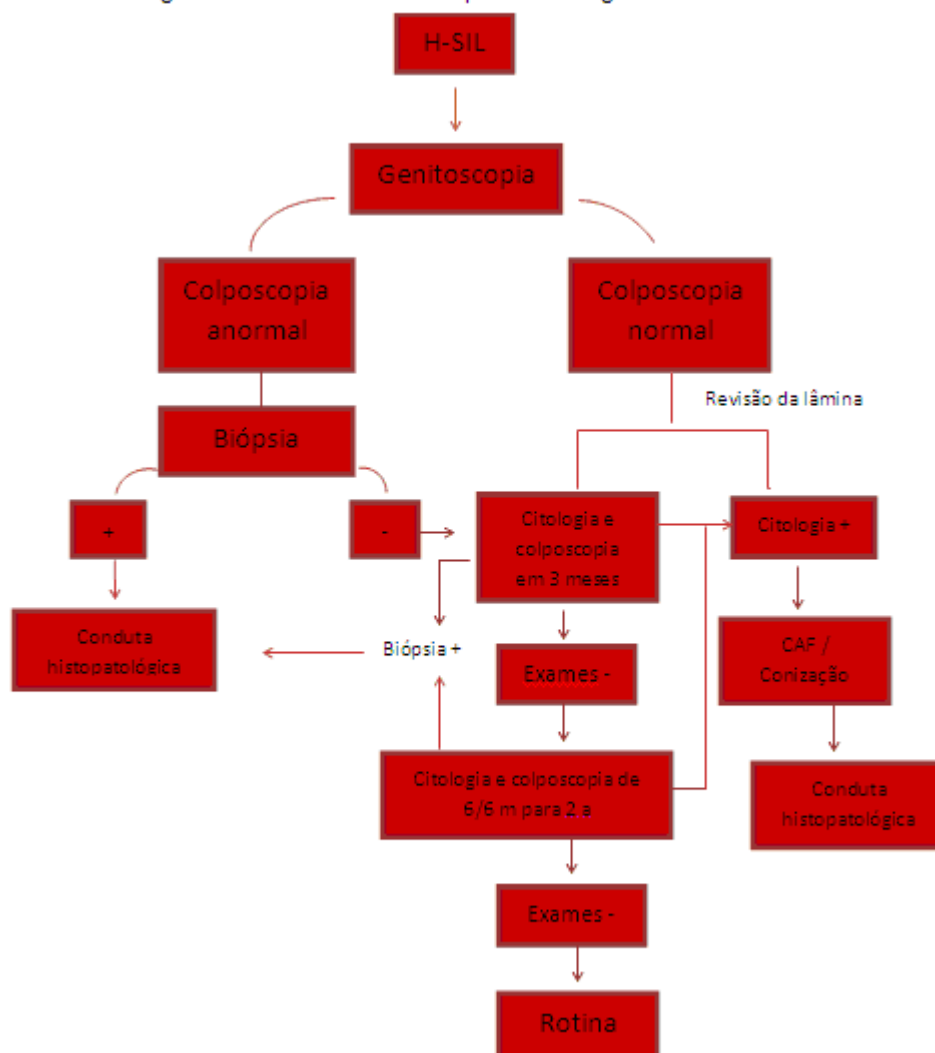 H-SIL
Genitoscopia
Colposcopia
anormal
Colposcopia
normal
Revisão da lâmina
Biópsia
+
-
Citologia e
colposcopia
em 3 meses
Citologia +
Conduta
histopatológica
Biópsia +
Exames -
CAF /
Conização
Citologia e colposcopia de
6/6 m para 2 a
Conduta
histopatológica
Exames -
Rotina